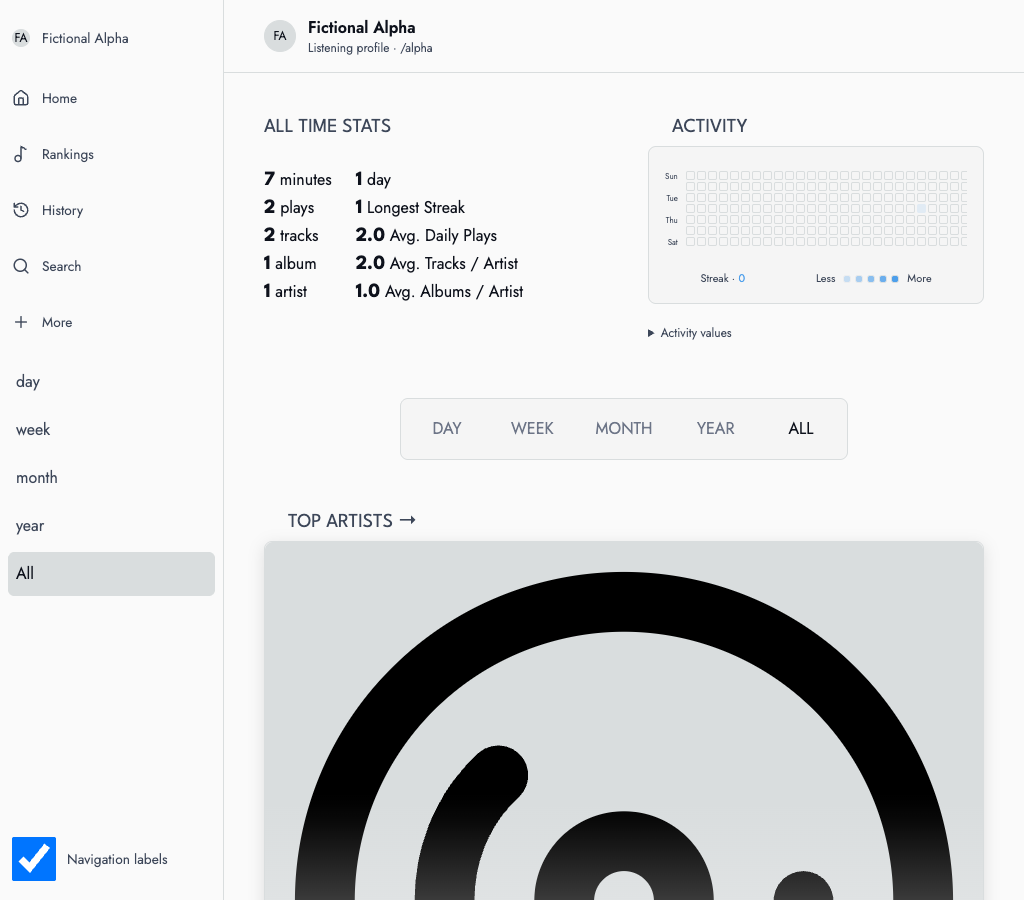 FA Fictional Alpha
Home
Rankings
History
Search
More
day
week
month
year
All
Navigation labels
FA
Fictional Alpha
Listening profile · /alpha
ALL TIME STATS
7 minutes
2 plays
2 tracks
1 album
1 artist
1 day
1 Longest Streak
2.0 Avg. Daily Plays
2.0 Avg. Tracks / Artist
1.0 Avg. Albums / Artist
ACTIVITY
Sun
Tue
Thu
Sat
Streak · 0
Less More
Activity values
DAY WEEK MONTH YEAR ALL
TOP ARTISTS →